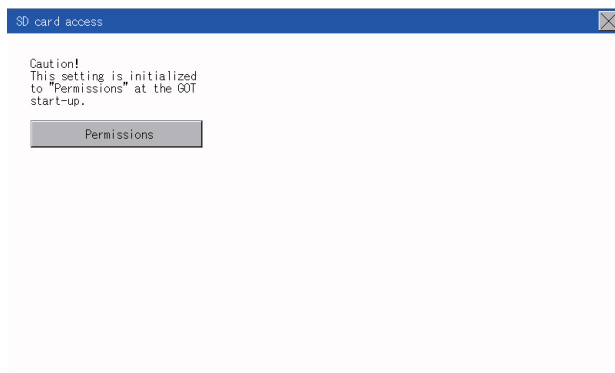 SD card access
Caution!
This setting is initialized
to "Permissions" at the GOT
start-up.
Permissions